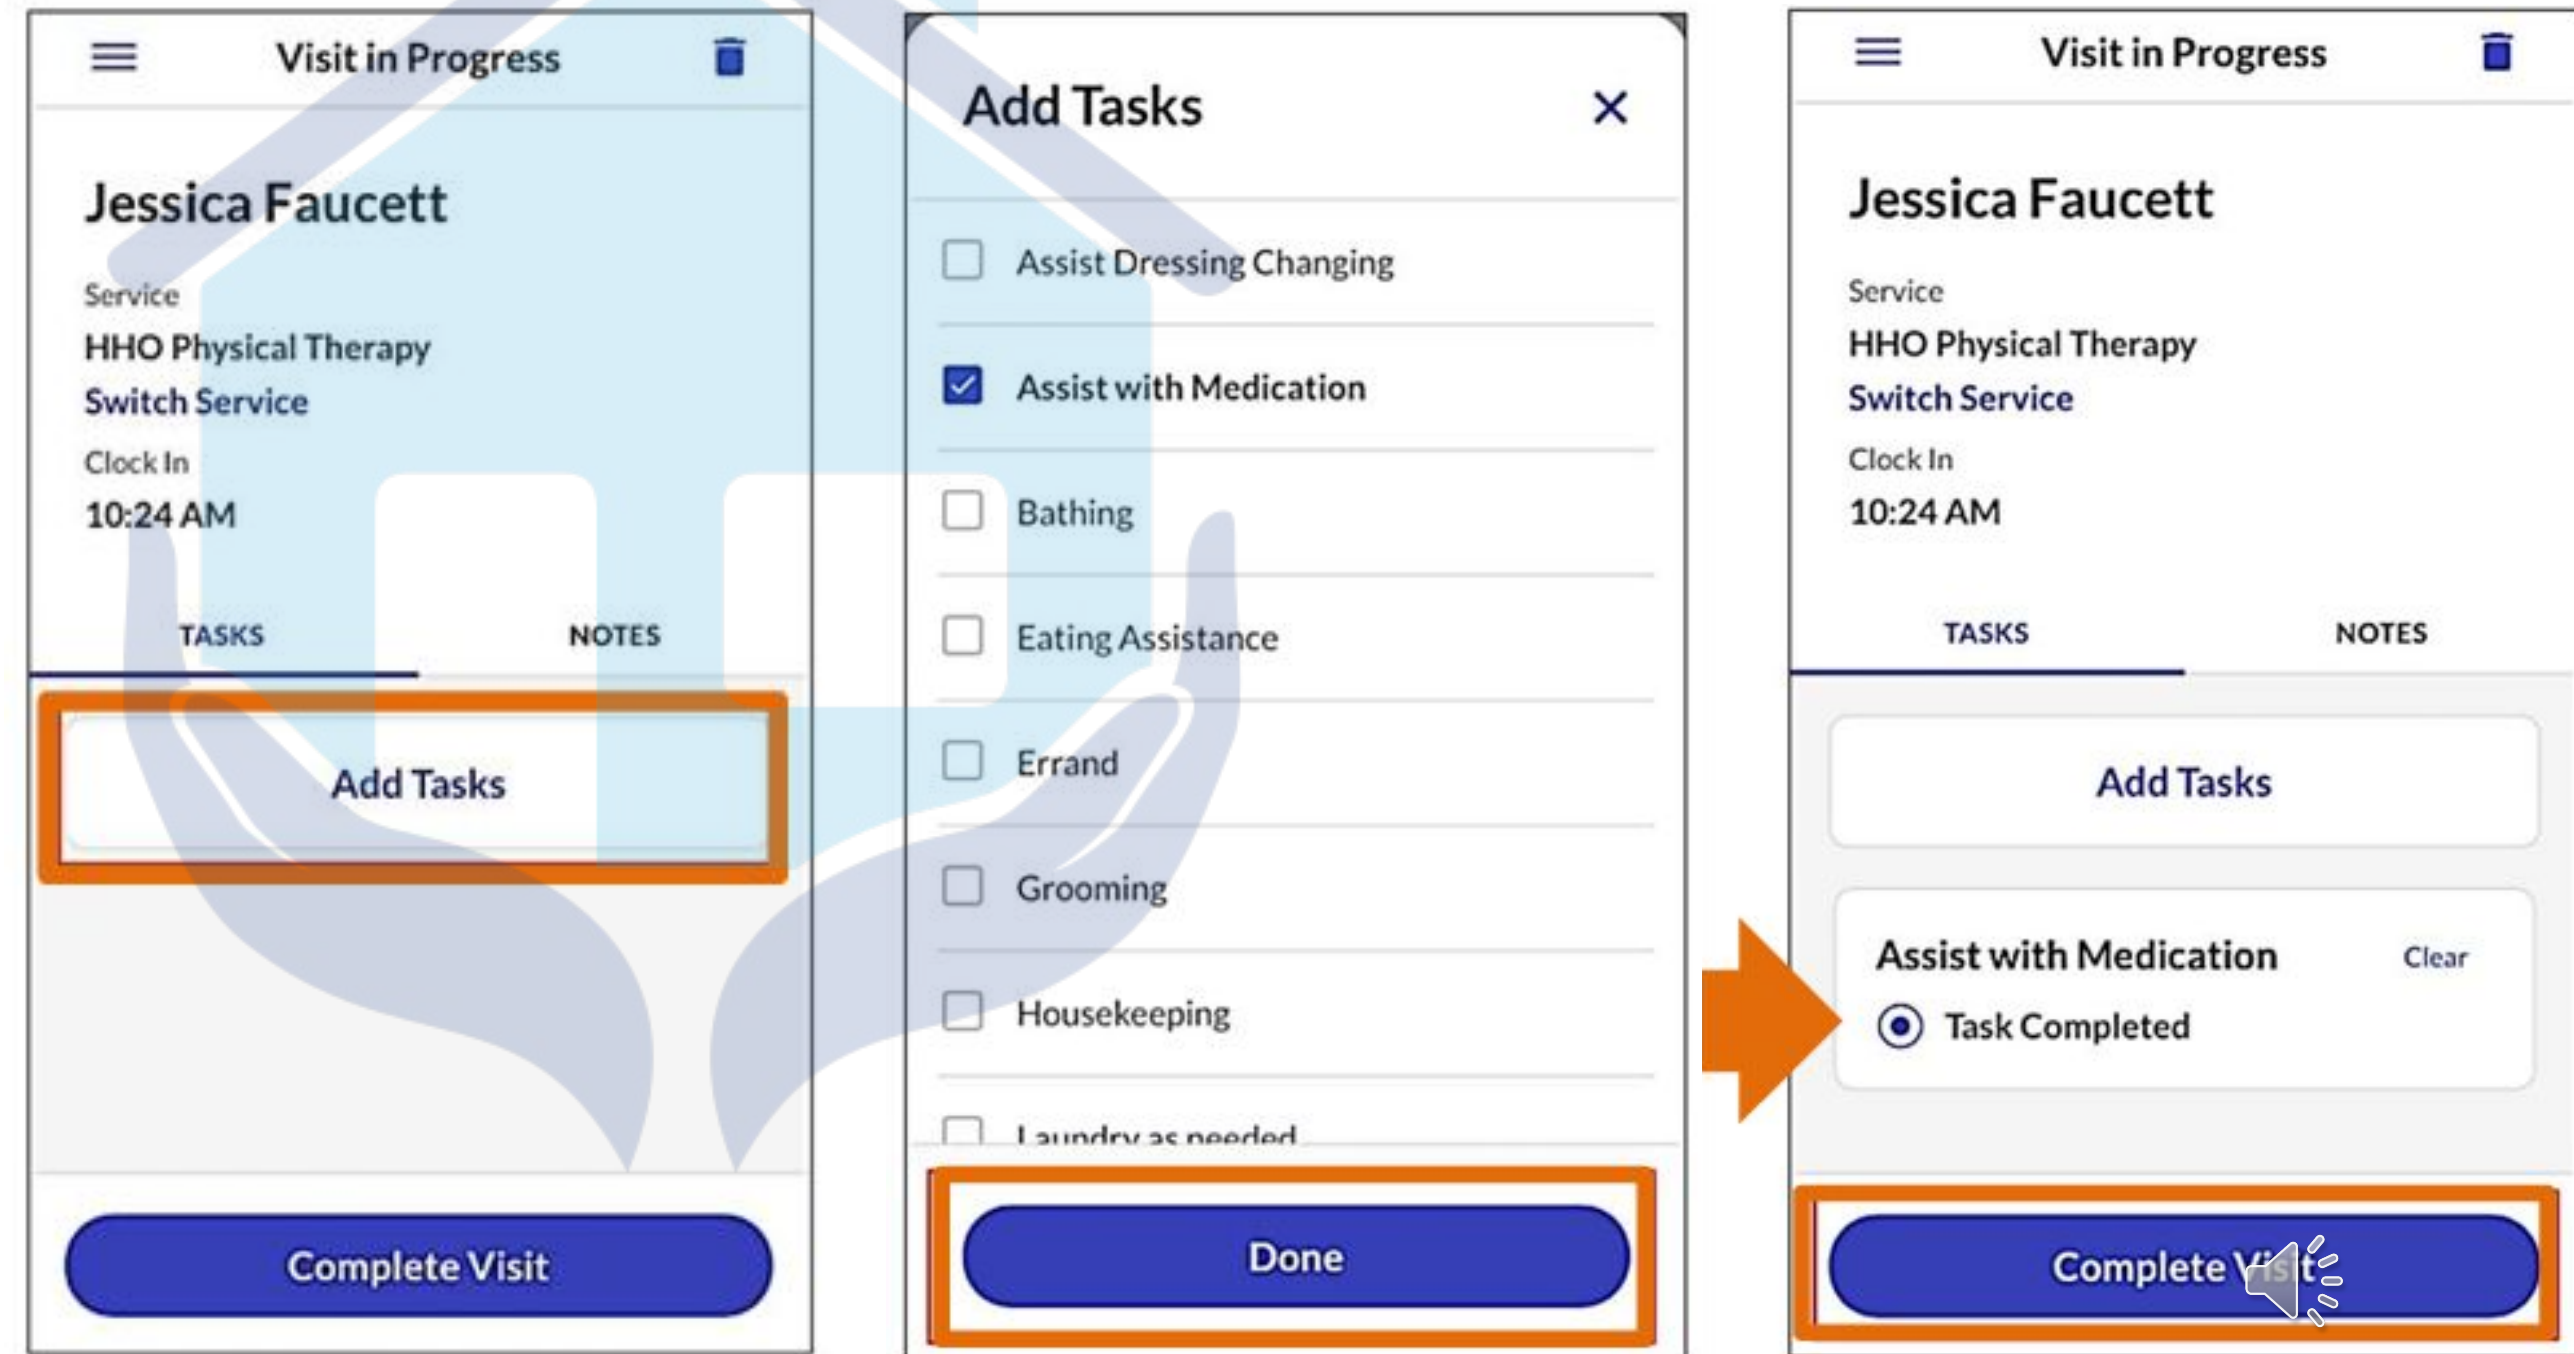 Visit in Progress
Jessica Faucett
Service
HHO Physical Therapy
Switch Service
Clock In
10:24 AM
TASKS NOTES
Add Tasks
Complete Visit
Add Tasks
Assist Dressing Changing
Assist with Medication
Bathing
Eating Assistance
Errand
Grooming
Housekeeping
Laundry as needed
Done
Visit in Progress
Jessica Faucett
Service
HHO Physical Therapy
Switch Service
Clock In
10:24 AM
TASKS NOTES
Add Tasks
Assist with Medication Clear
Task Completed
Complete Visit